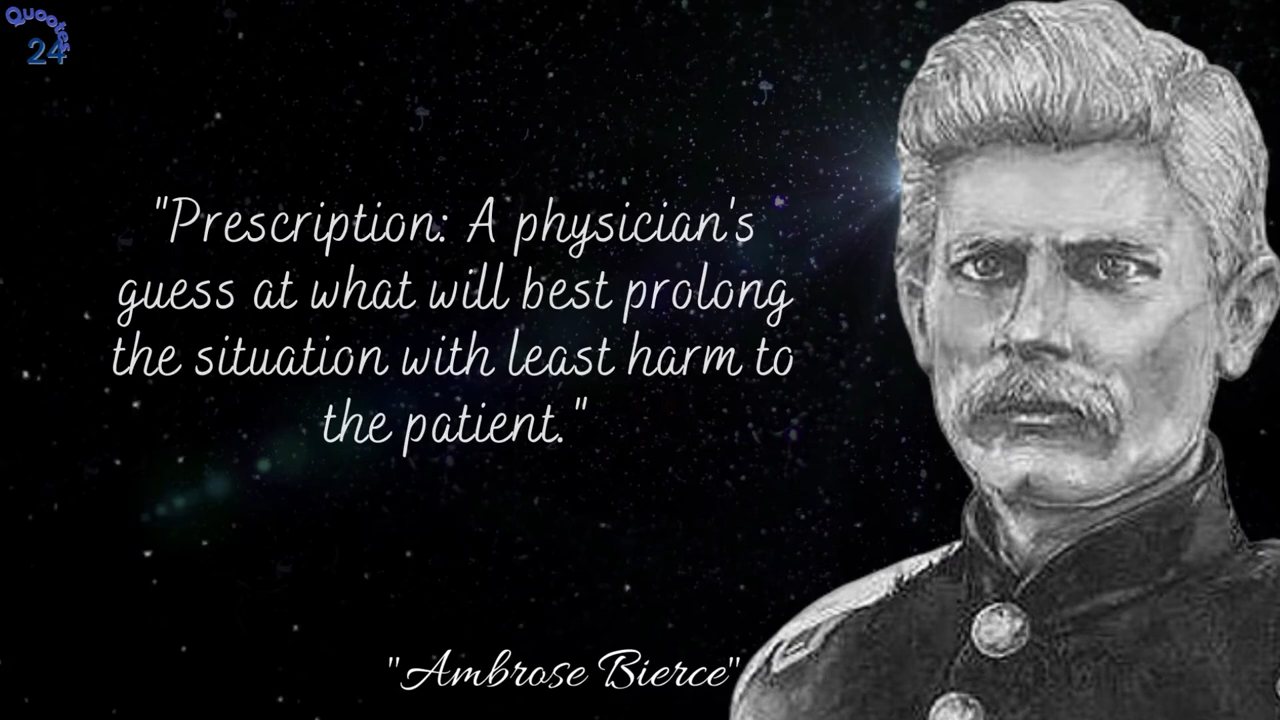 Quootes
24
"Prescription: A physician's
guess at what will best prolong
the situation with least harm to
the patient."
"Ambrose Bierce"